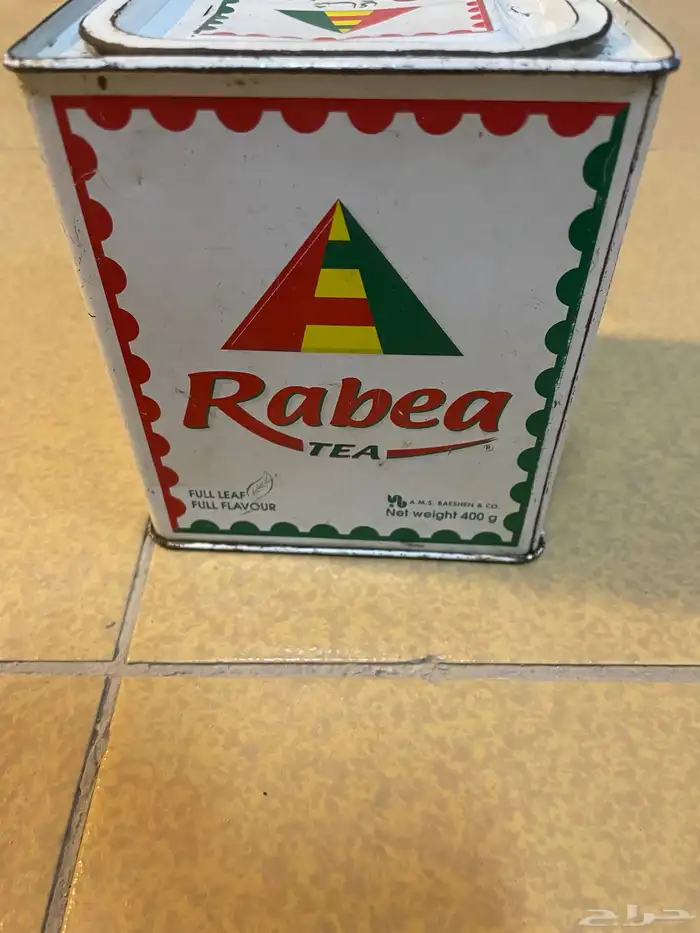 Rabea
TEA
®
FULL LEAF
FULL FLAVOUR
A.M.S. BAESHEN & CO.
Net weight 400 g
حراج